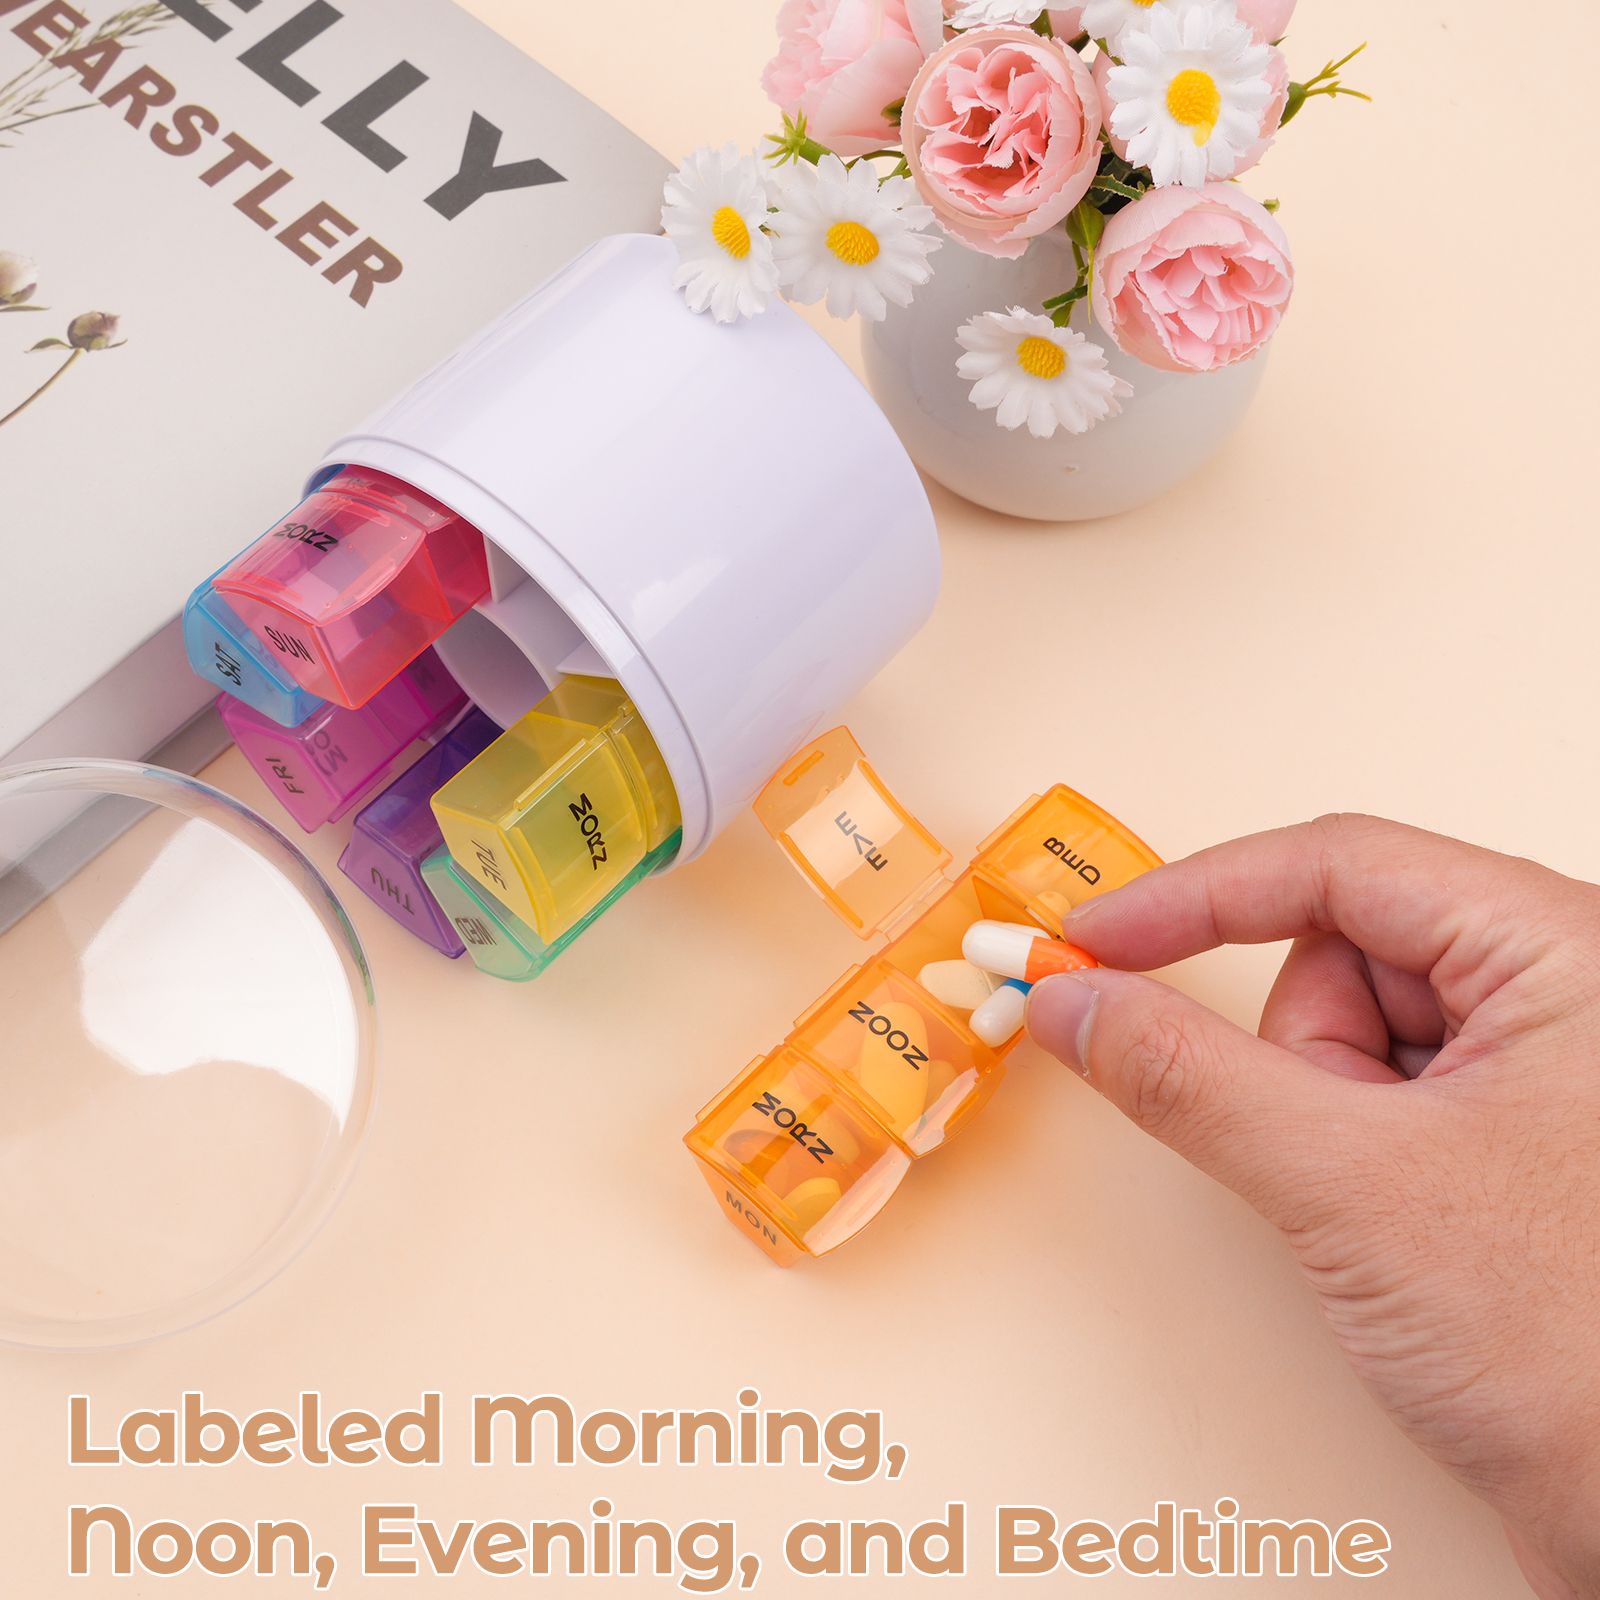 ELLY
EARSTLER
MORN
SUN
SAT
FRI
THU
MORN
TUE
WED
EVE
BED
NOON
MORN
MON
Labeled Morning,
Noon, Evening, and Bedtime